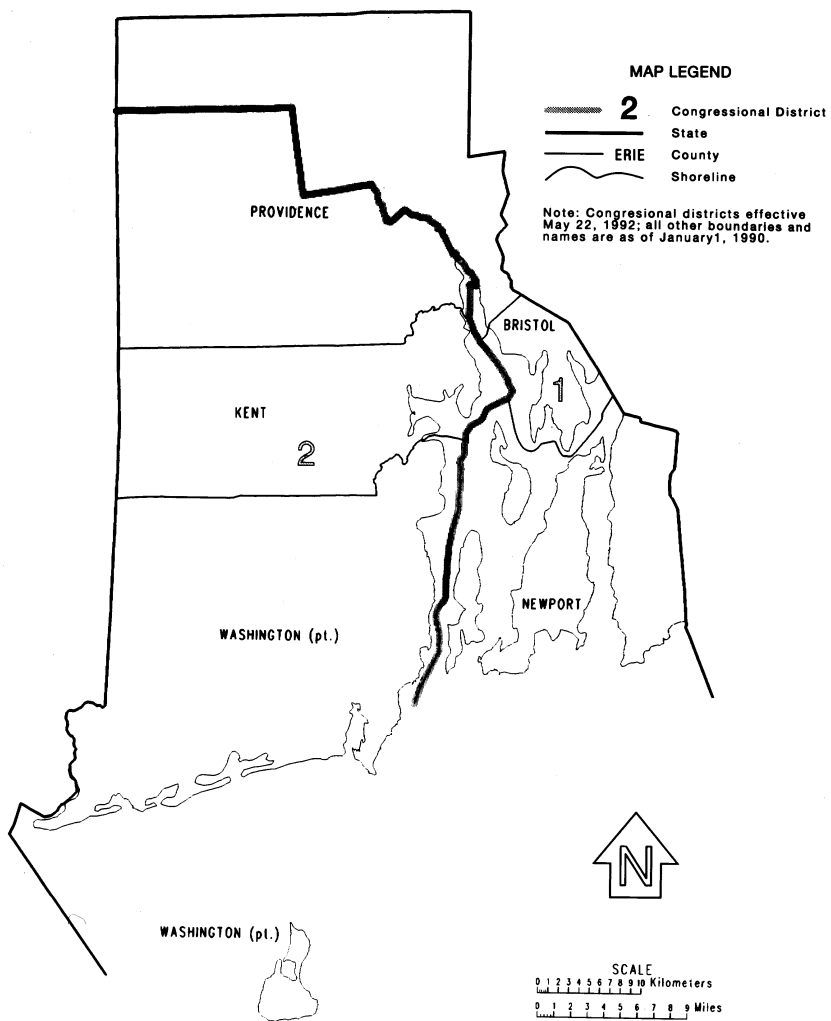 MAP LEGEND
2 Congressional District
State
ERIE County
Shoreline
Note: Congresional districts effective
May 22, 1992; all other boundaries and
names are as of January1, 1990.
PROVIDENCE
BRISTOL
1
KENT
2
NEWPORT
WASHINGTON (pt.)
N
WASHINGTON (pt.)
SCALE
0 1 2 3 4 5 6 7 8 9 10 Kilometers
0 1 2 3 4 5 6 7 8 9 Miles